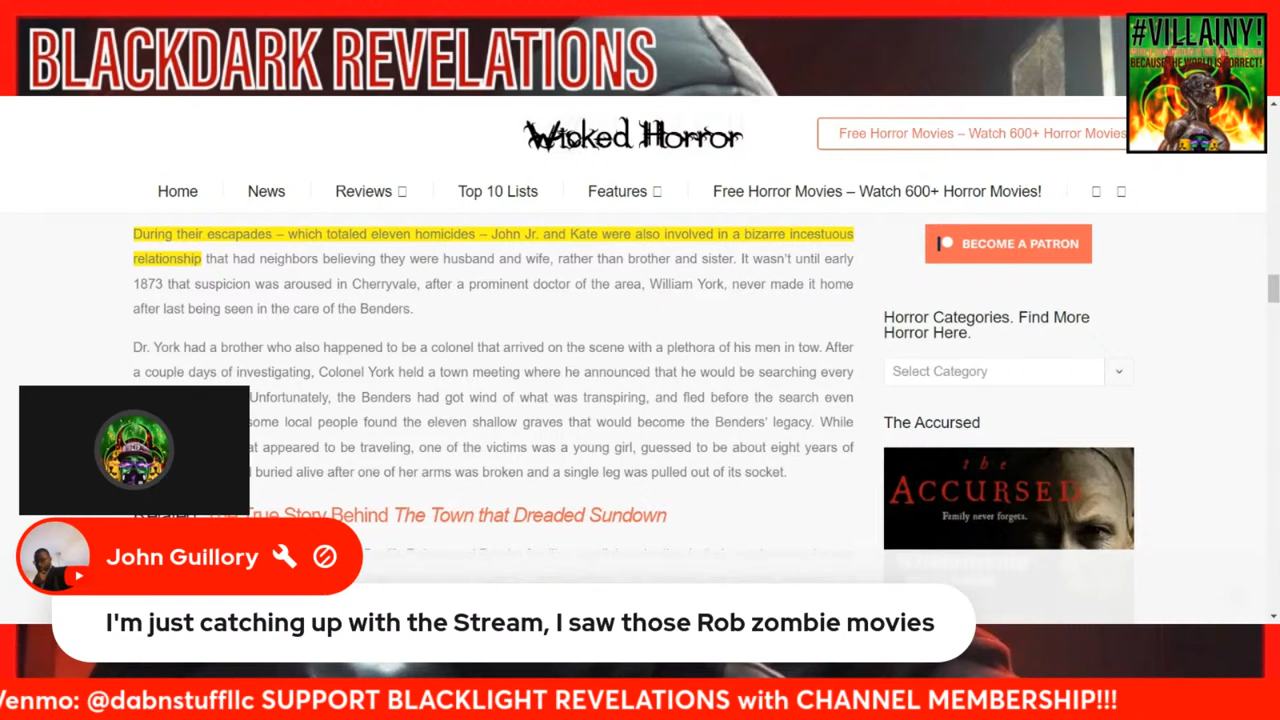 BLACKDARK REVELATIONS
#VILLAINY!
BECAUSE THE WORLD IS CORRECT!
Wicked Horror
Free Horror Movies – Watch 600+ Horror Movies
Home News Reviews Top 10 Lists Features Free Horror Movies – Watch 600+ Horror Movies!
During their escapades – which totaled eleven homicides – John Jr. and Kate were also involved in a bizarre incestuous
relationship that had neighbors believing they were husband and wife, rather than brother and sister. It wasn't until early
1873 that suspicion was aroused in Cherryvale, after a prominent doctor of the area, William York, never made it home
after last being seen in the care of the Benders.
Dr. York had a brother who also happened to be a colonel that arrived on the scene with a plethora of his men in tow. After
a couple days of investigating, Colonel York held a town meeting where he announced that he would be searching every
Unfortunately, the Benders had got wind of what was transpiring, and fled before the search even
some local people found the eleven shallow graves that would become the Benders' legacy. While
at appeared to be traveling, one of the victims was a young girl, guessed to be about eight years of
buried alive after one of her arms was broken and a single leg was pulled out of its socket.
True Story Behind The Town that Dreaded Sundown
BECOME A PATRON
Horror Categories. Find More
Horror Here.
Select Category
The Accursed
the
ACCURSED
Family never forgets.
John Guillory
I'm just catching up with the Stream, I saw those Rob zombie movies
Venmo: @dabnstuffllc SUPPORT BLACKLIGHT REVELATIONS with CHANNEL MEMBERSHIP!!!